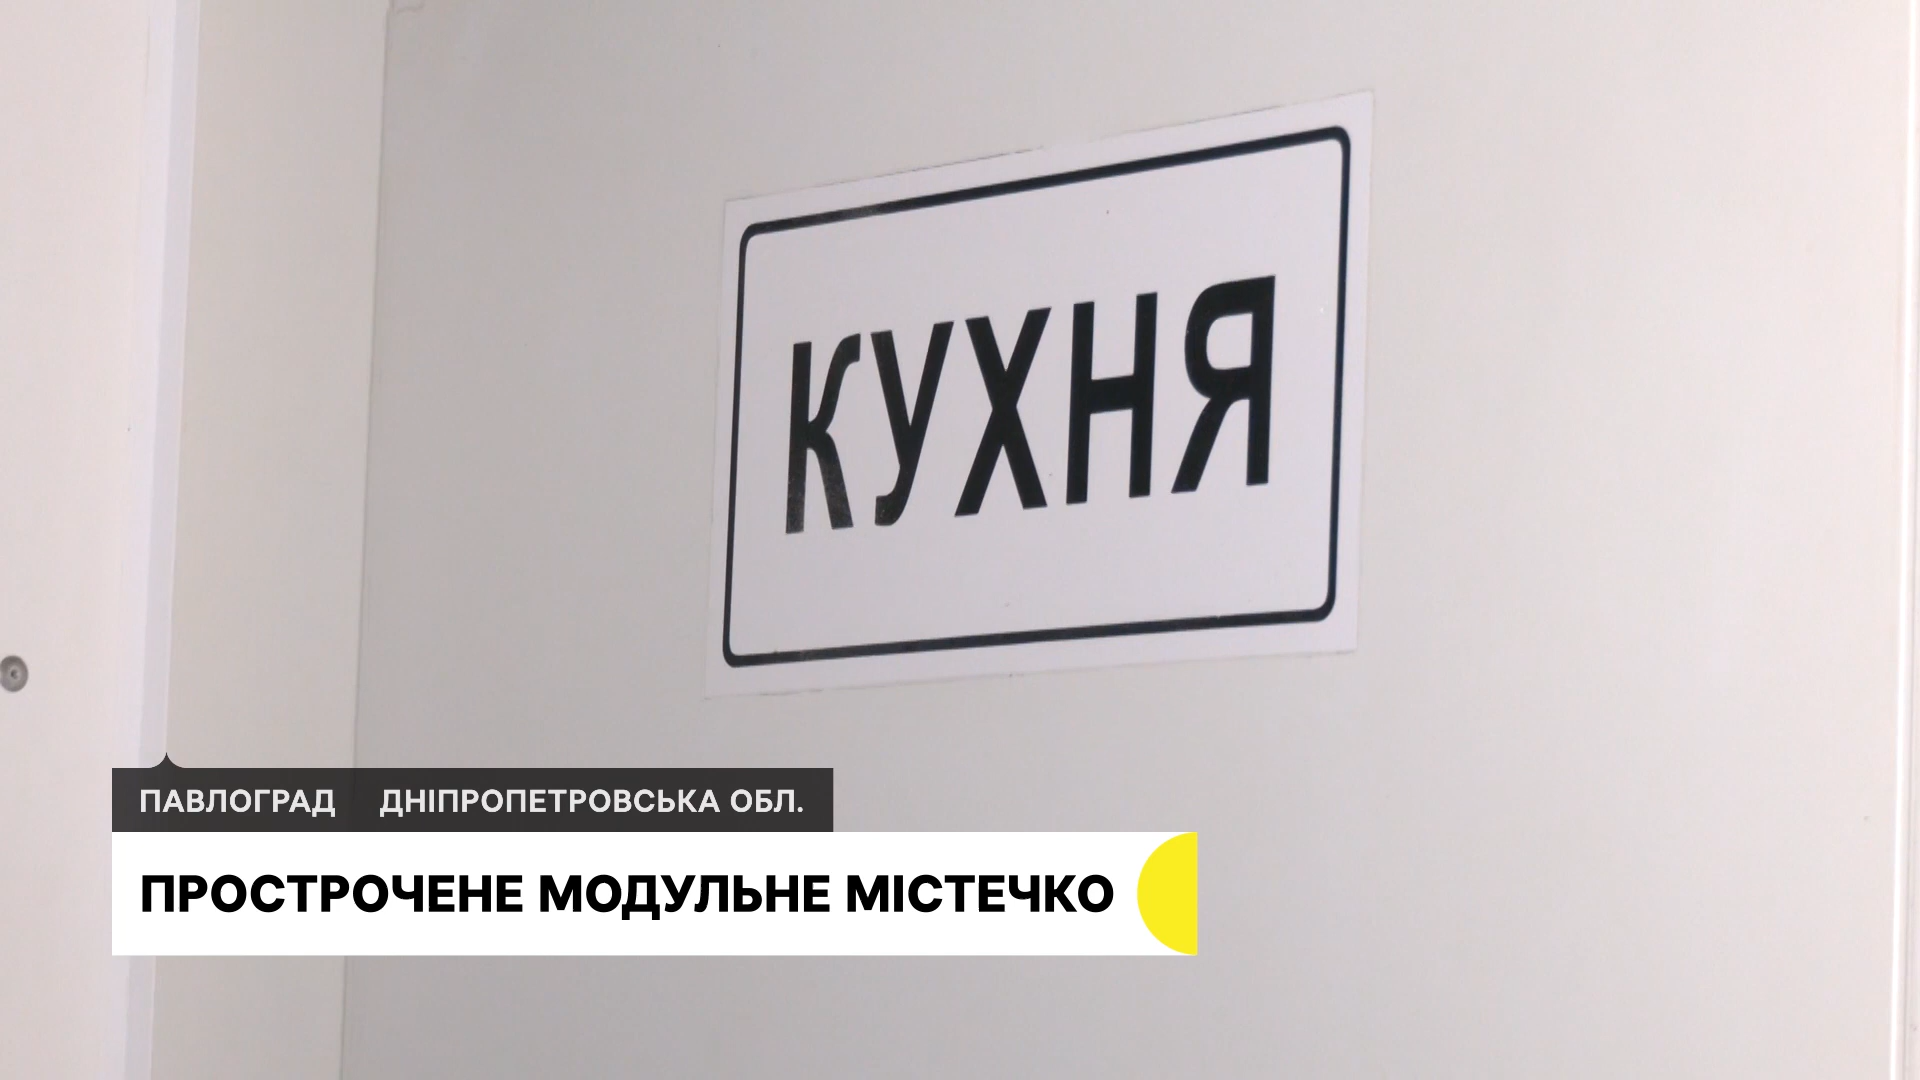 КУХНЯ
ПАВЛОГРАД ДНІПРОПЕТРОВСЬКА ОБЛ.
ПРОСТРОЧЕНЕ МОДУЛЬНЕ МІСТЕЧКО